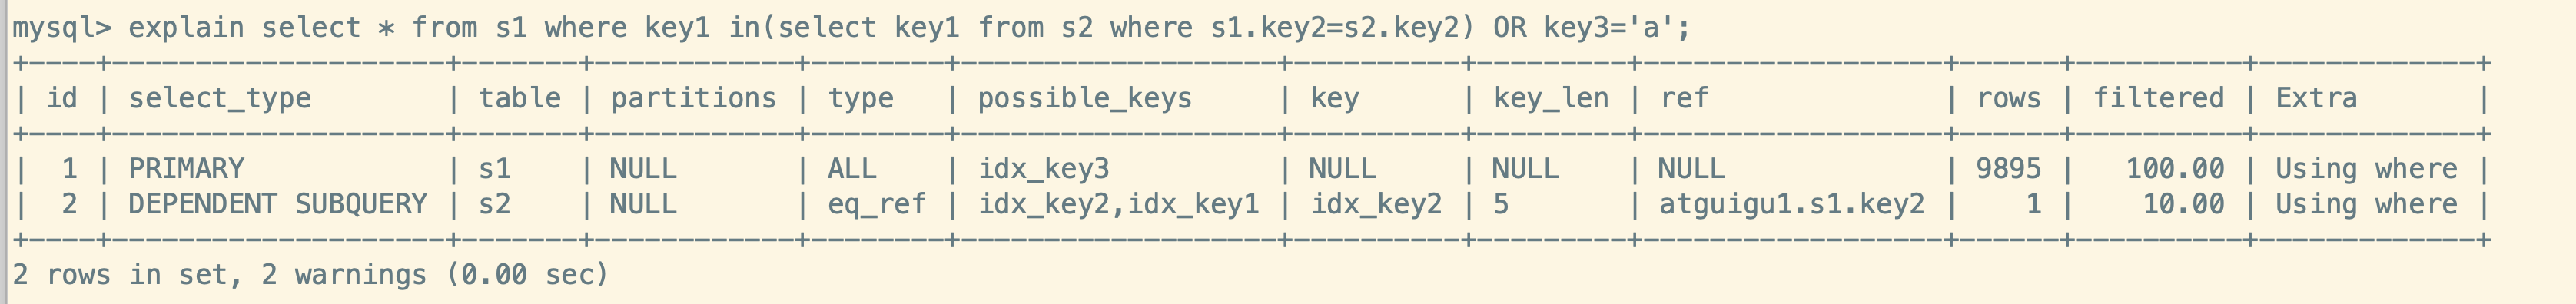 mysql> explain select * from s1 where key1 in(select key1 from s2 where s1.key2=s2.key2) OR key3='a';
+----+--------------------+-------+------------+--------+-------------------+----------+---------+------------------+------+----------+-------------+
| id | select_type        | table | partitions | type   | possible_keys     | key      | key_len | ref              | rows | filtered | Extra       |
+----+--------------------+-------+------------+--------+-------------------+----------+---------+------------------+------+----------+-------------+
|  1 | PRIMARY            | s1    | NULL       | ALL    | idx_key3          | NULL     | NULL    | NULL             | 9895 |   100.00 | Using where |
|  2 | DEPENDENT SUBQUERY | s2    | NULL       | eq_ref | idx_key2,idx_key1 | idx_key2 | 5       | atguigu1.s1.key2 |    1 |    10.00 | Using where |
+----+--------------------+-------+------------+--------+-------------------+----------+---------+------------------+------+----------+-------------+
2 rows in set, 2 warnings (0.00 sec)